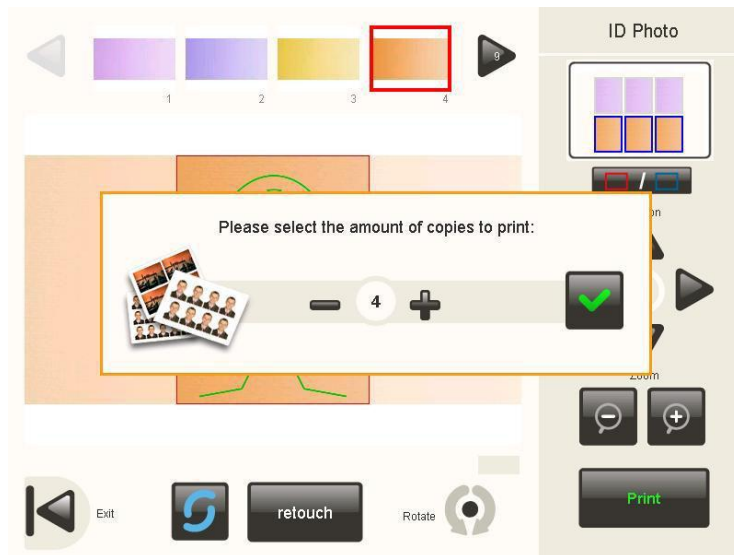 ID Photo
9
1
2
3
4
Please select the amount of copies to print:
4
Zoom
Exit
retouch
Rotate
Print